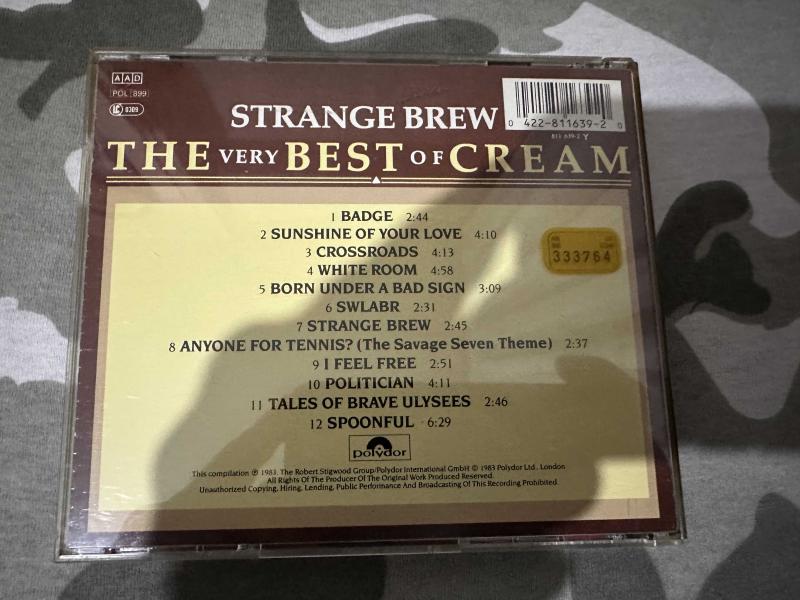 AAD
POL 899
LC 0309
STRANGE BREW
0 422-811639-2 0
811 639-2 Y
THE VERY BEST OF CREAM
1 BADGE 2:44
2 SUNSHINE OF YOUR LOVE 4:10
3 CROSSROADS 4:13
4 WHITE ROOM 4:58
5 BORN UNDER A BAD SIGN 3:09
6 SWLABR 2:31
7 STRANGE BREW 2:45
8 ANYONE FOR TENNIS? (The Savage Seven Theme) 2:37
9 I FEEL FREE 2:51
10 POLITICIAN 4:11
11 TALES OF BRAVE ULYSEES 2:46
12 SPOONFUL 6:29
333764
polydor
This compilation ℗ 1983. The Robert Stigwood Group/Polydor International GmbH © 1983 Polydor Ltd., London
All Rights Of The Producer Of The Original Work Produced Reserved.
Unauthorized Copying, Hiring, Lending, Public Performance And Broadcasting Of This Recording Prohibited.